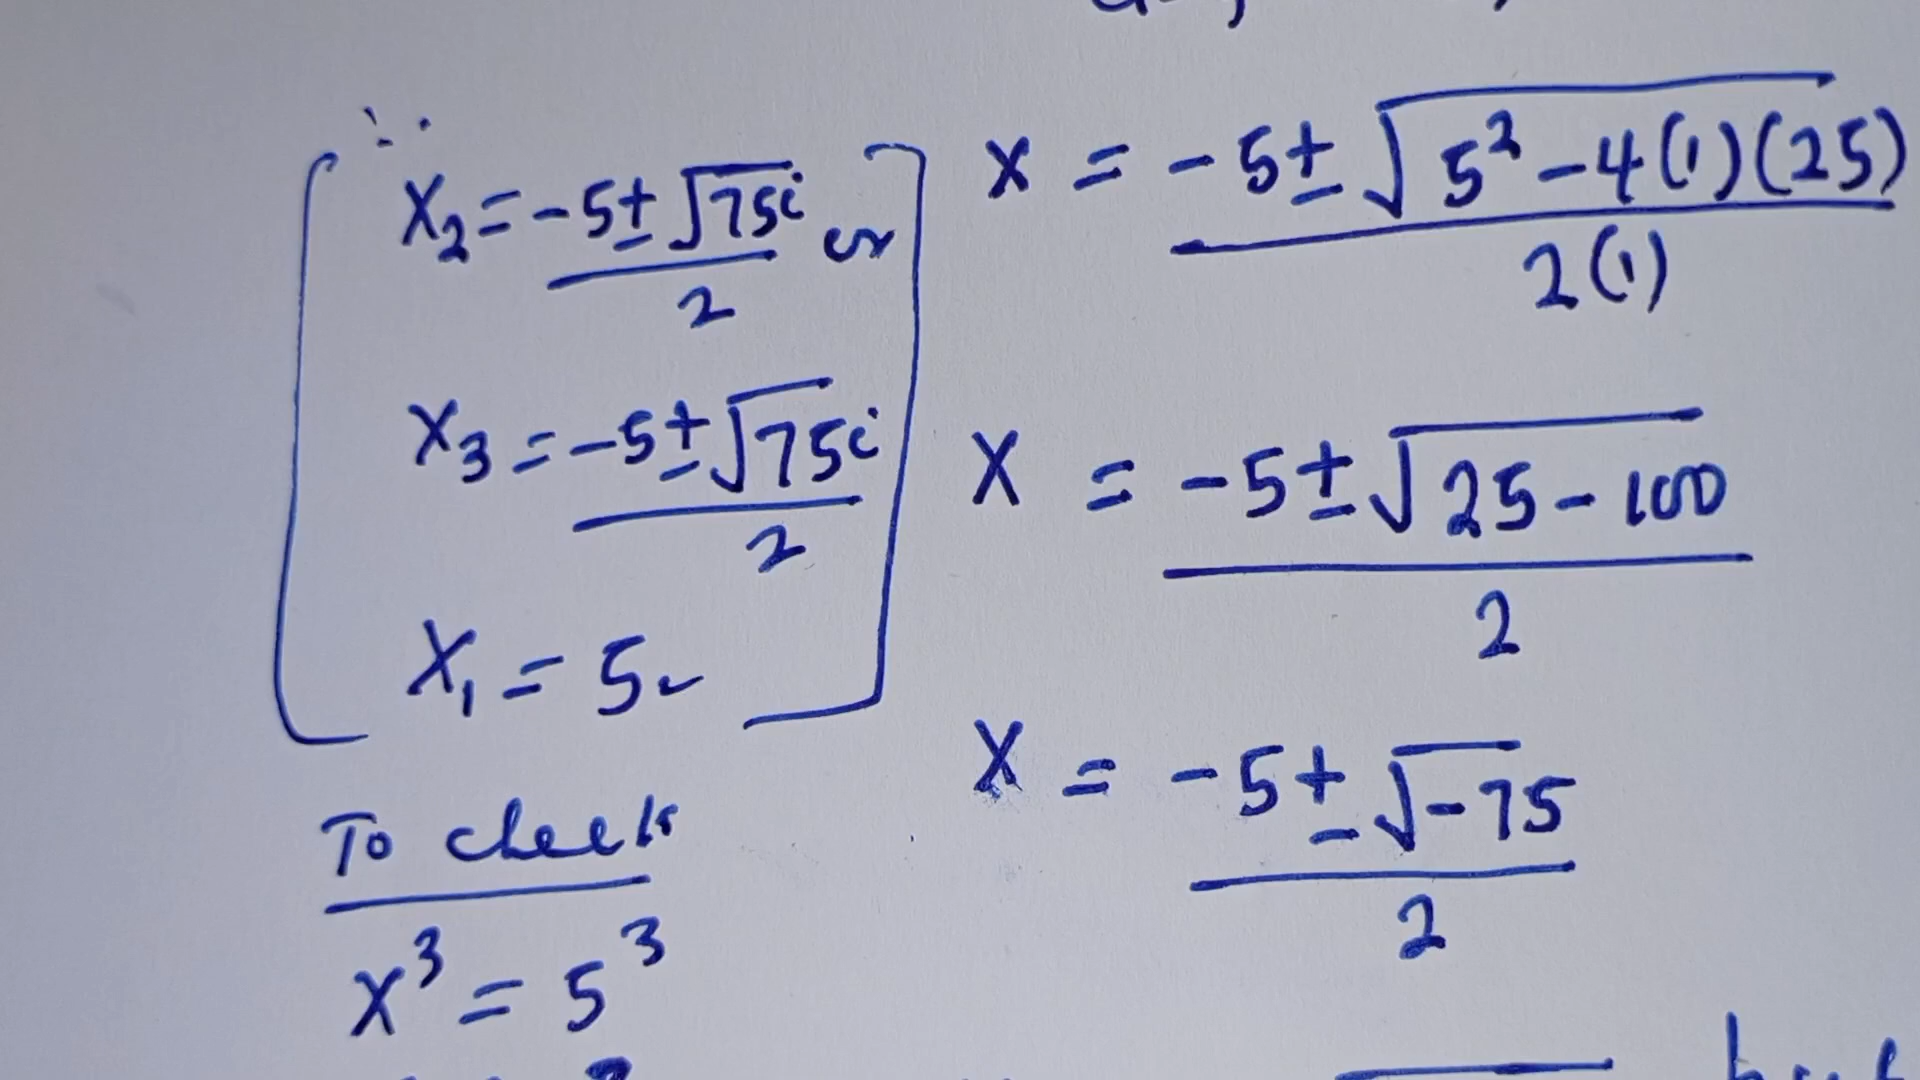 ∴
x₂ = (-5 ± √75i)/2 or
x₃ = (-5 ± √75i)/2
x₁ = 5
To check
x³ = 5³
x = (-5 ± √(5² - 4(1)(25)))/2(1)
x = (-5 ± √(25 - 100))/2
x = (-5 ± √-75)/2